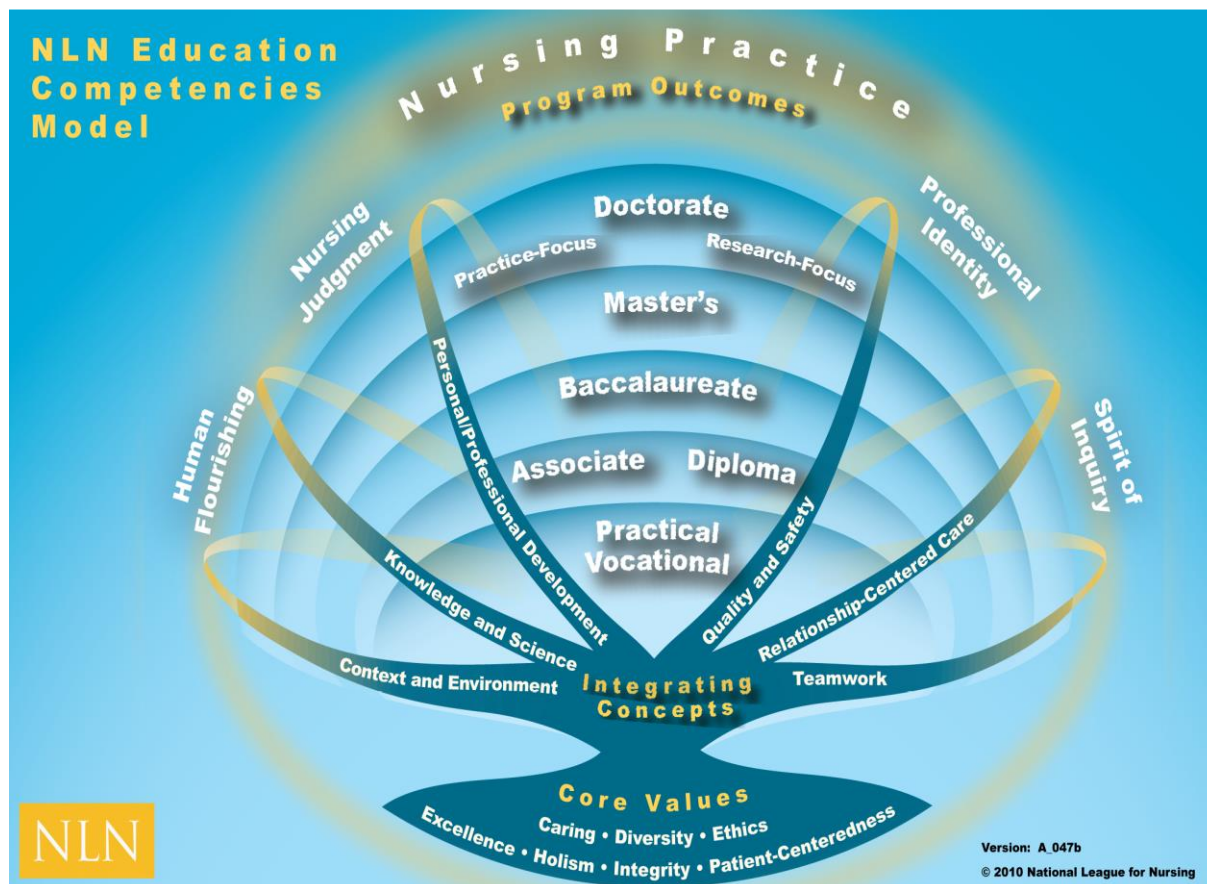 NLN Education
Competencies
Model
Nursing Practice
Program Outcomes
Nursing
Judgment
Professional
Identity
Human
Flourishing
Spirit of
Inquiry
Doctorate
Practice-Focus
Research-Focus
Master's
Baccalaureate
Associate
Diploma
Practical
Vocational
Personal/Professional Development
Knowledge and Science
Context and Environment
Quality and Safety
Relationship-Centered Care
Teamwork
Integrating
Concepts
Core Values
Caring • Diversity • Ethics
Excellence • Holism • Integrity • Patient-Centeredness
NLN
Version: A_047b
© 2010 National League for Nursing